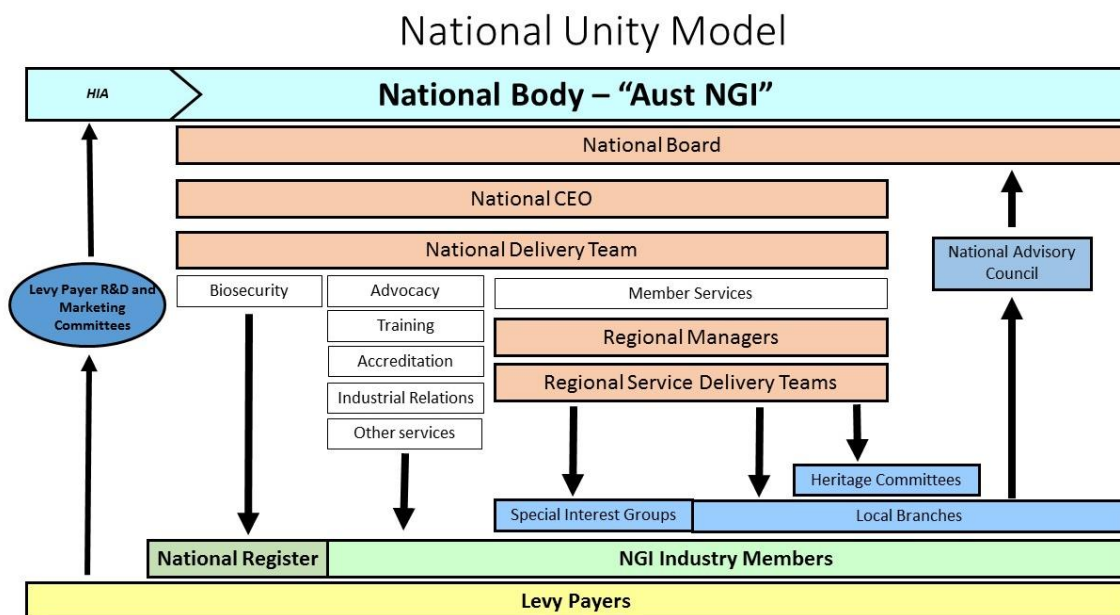 National Unity Model
HIA
National Body – “Aust NGI”
National Board
National CEO
National Delivery Team
National Advisory
Council
Levy Payer R&D and
Marketing
Committees
Biosecurity
Advocacy
Member Services
Training
Regional Managers
Accreditation
Regional Service Delivery Teams
Industrial Relations
Other services
Heritage Committees
Special Interest Groups
Local Branches
National Register
NGI Industry Members
Levy Payers